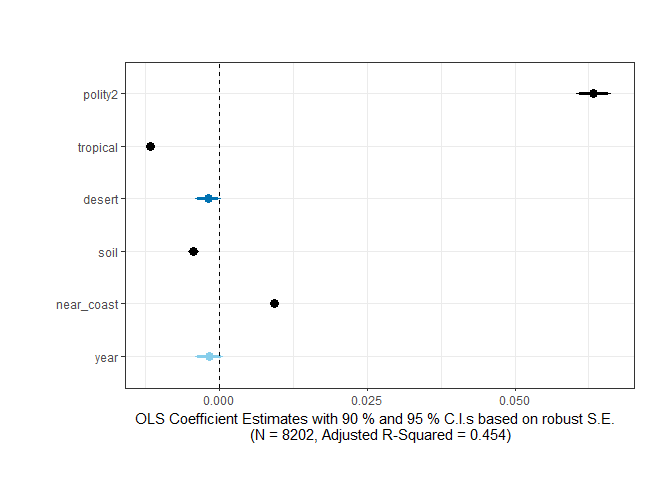 polity2
tropical
desert
soil
near_coast
year
0.000 0.025 0.050
OLS Coefficient Estimates with 90 % and 95 % C.I.s based on robust S.E.
(N = 8202, Adjusted R-Squared = 0.454)